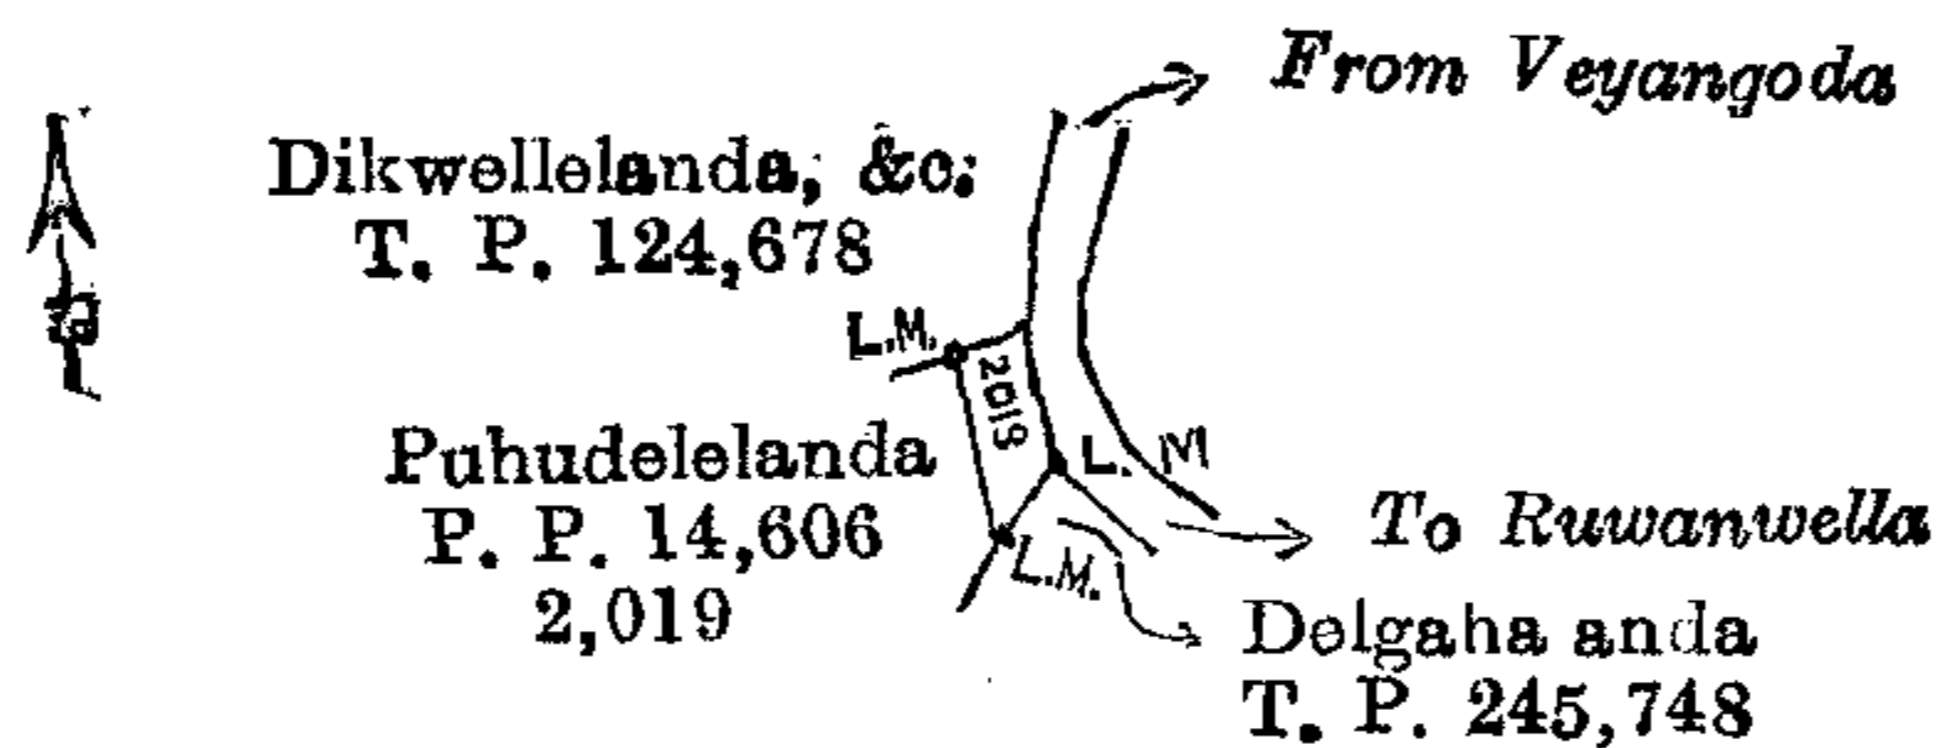 From Veyangoda
Dikwellelanda, &c.
T. P. 124,678
L.M.
2019
Puhudelelanda
P. P. 14,606
2,019
L. M
L.M.
To Ruwanwella
Delgaha anda
T. P. 245,748